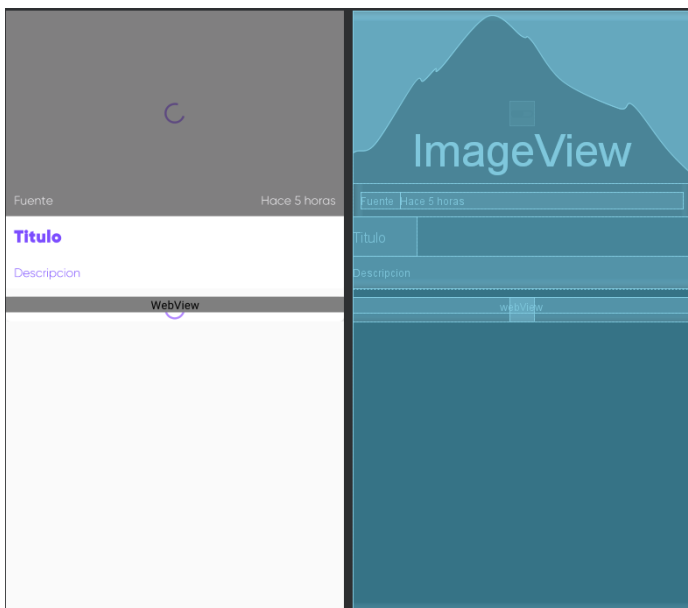 Fuente Hace 5 horas
Titulo
Descripcion
WebView
ImageView
Fuente Hace 5 horas
Titulo
Descripcion
webView